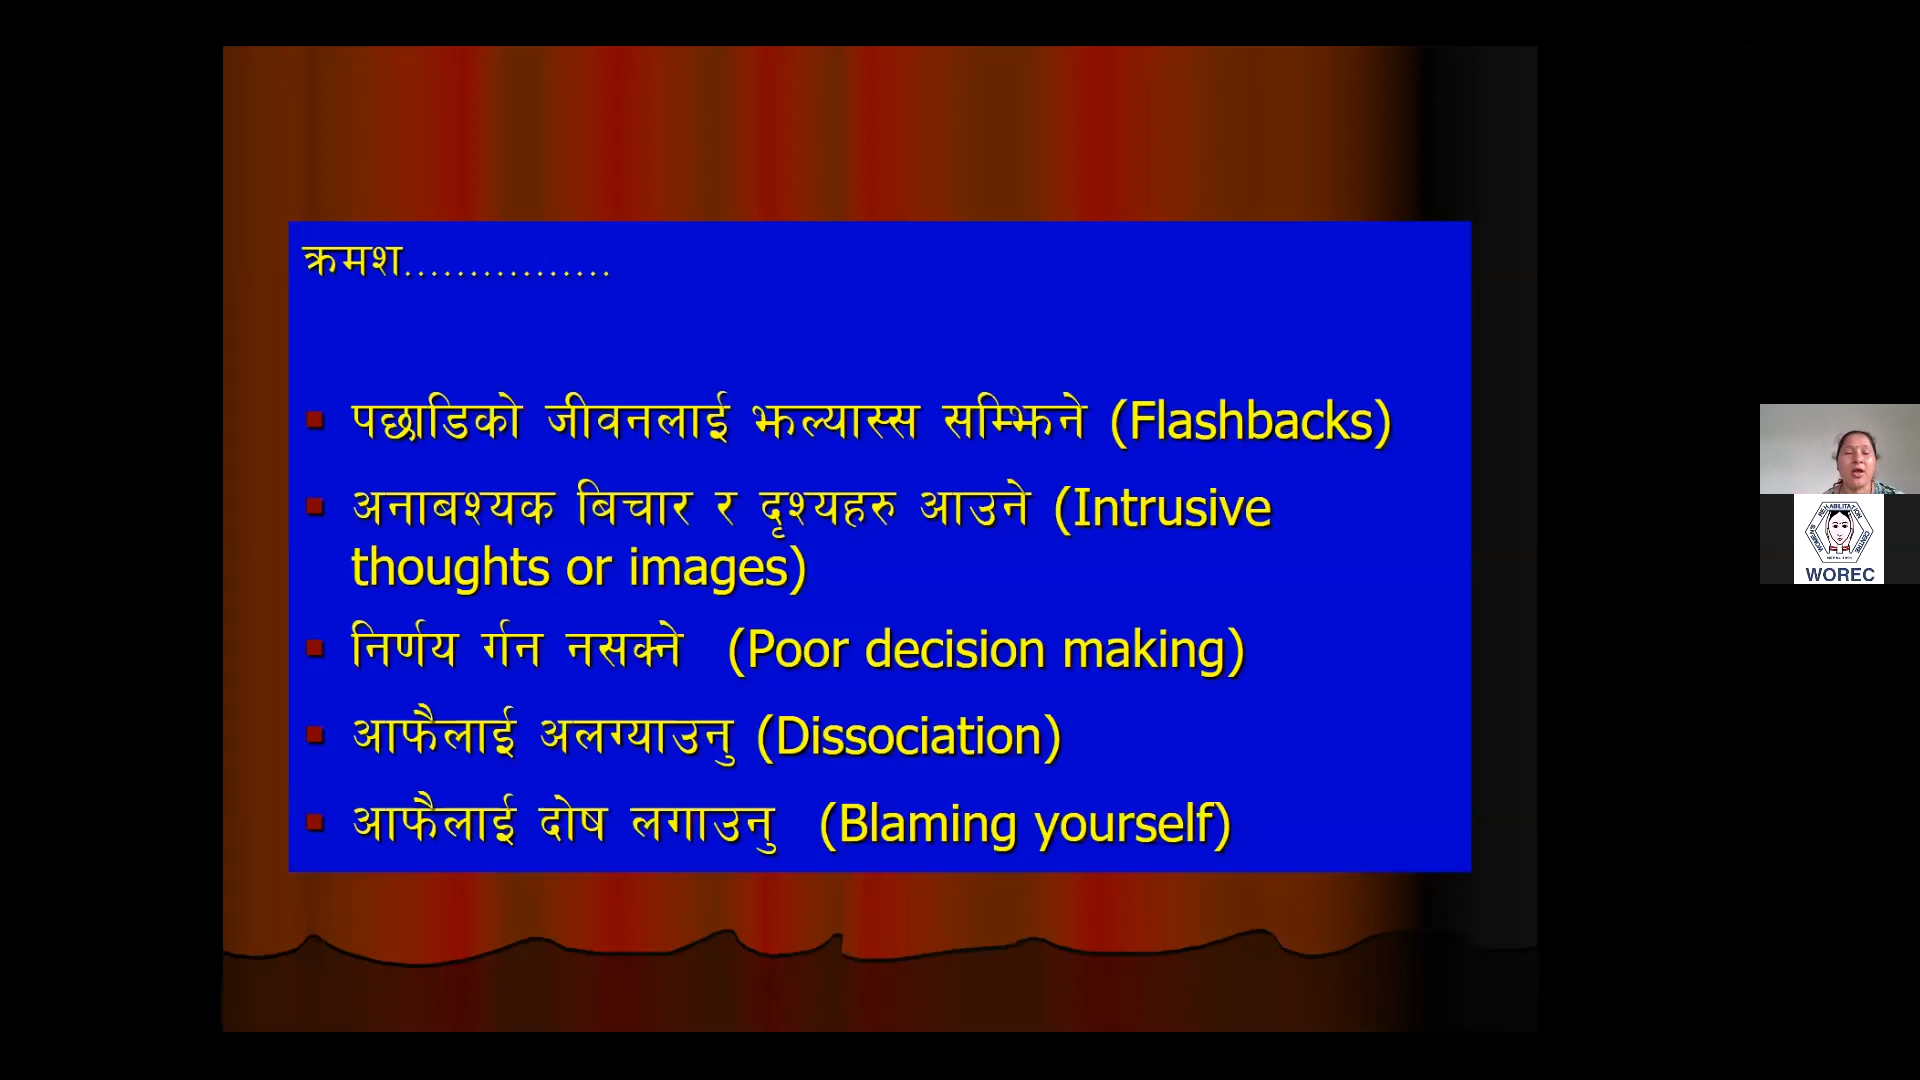 क्रमश................
पछाडिको जीवनलाई झल्यास्स सम्झिने (Flashbacks)
अनाबश्यक बिचार र दृश्यहरु आउने (Intrusive
thoughts or images)
निर्णय र्गन नसक्ने (Poor decision making)
आफैलाई अलग्याउनु (Dissociation)
आफैलाई दोष लगाउनु (Blaming yourself)
WOREC